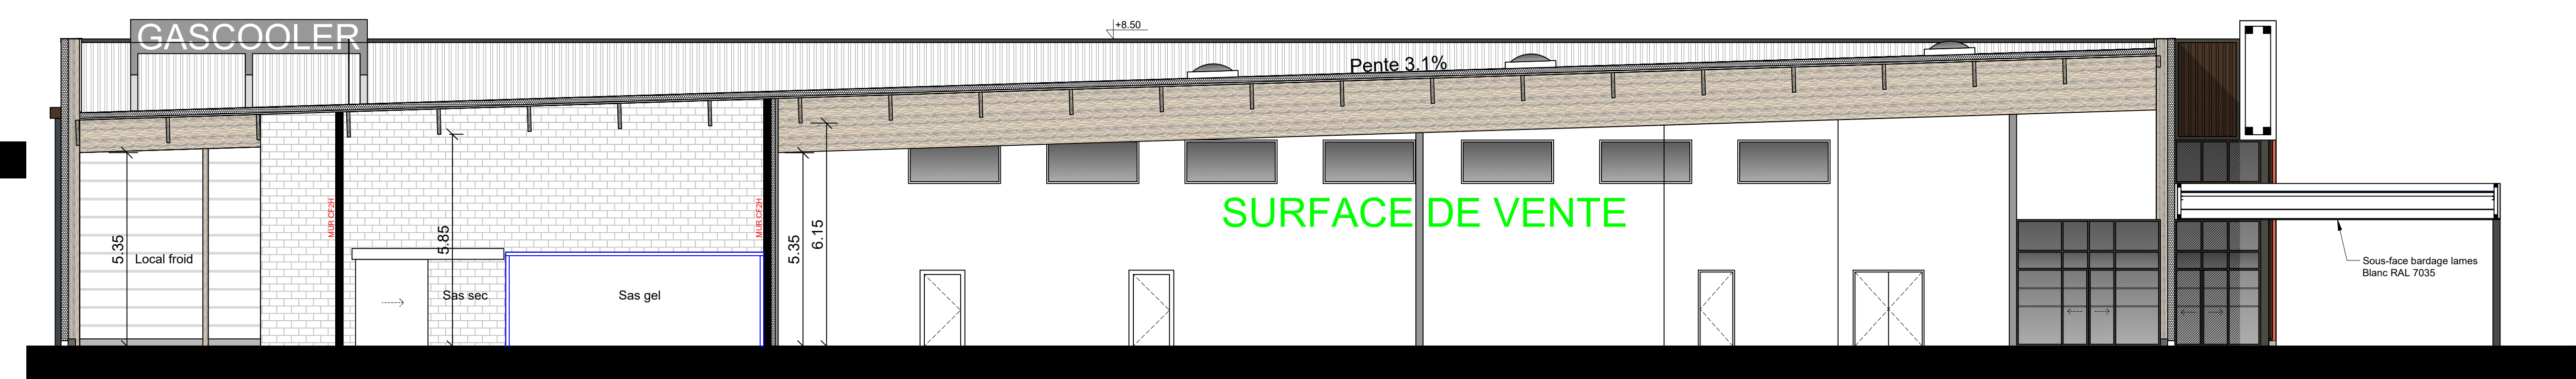 GASCOOLER
+8.50
Pente 3.1%
MUR CF2H
MUR CF2H
5.35
5.85
5.35
6.15
SURFACE DE VENTE
Local froid
Sas sec
Sas gel
Sous-face bardage lames
Blanc RAL 7035